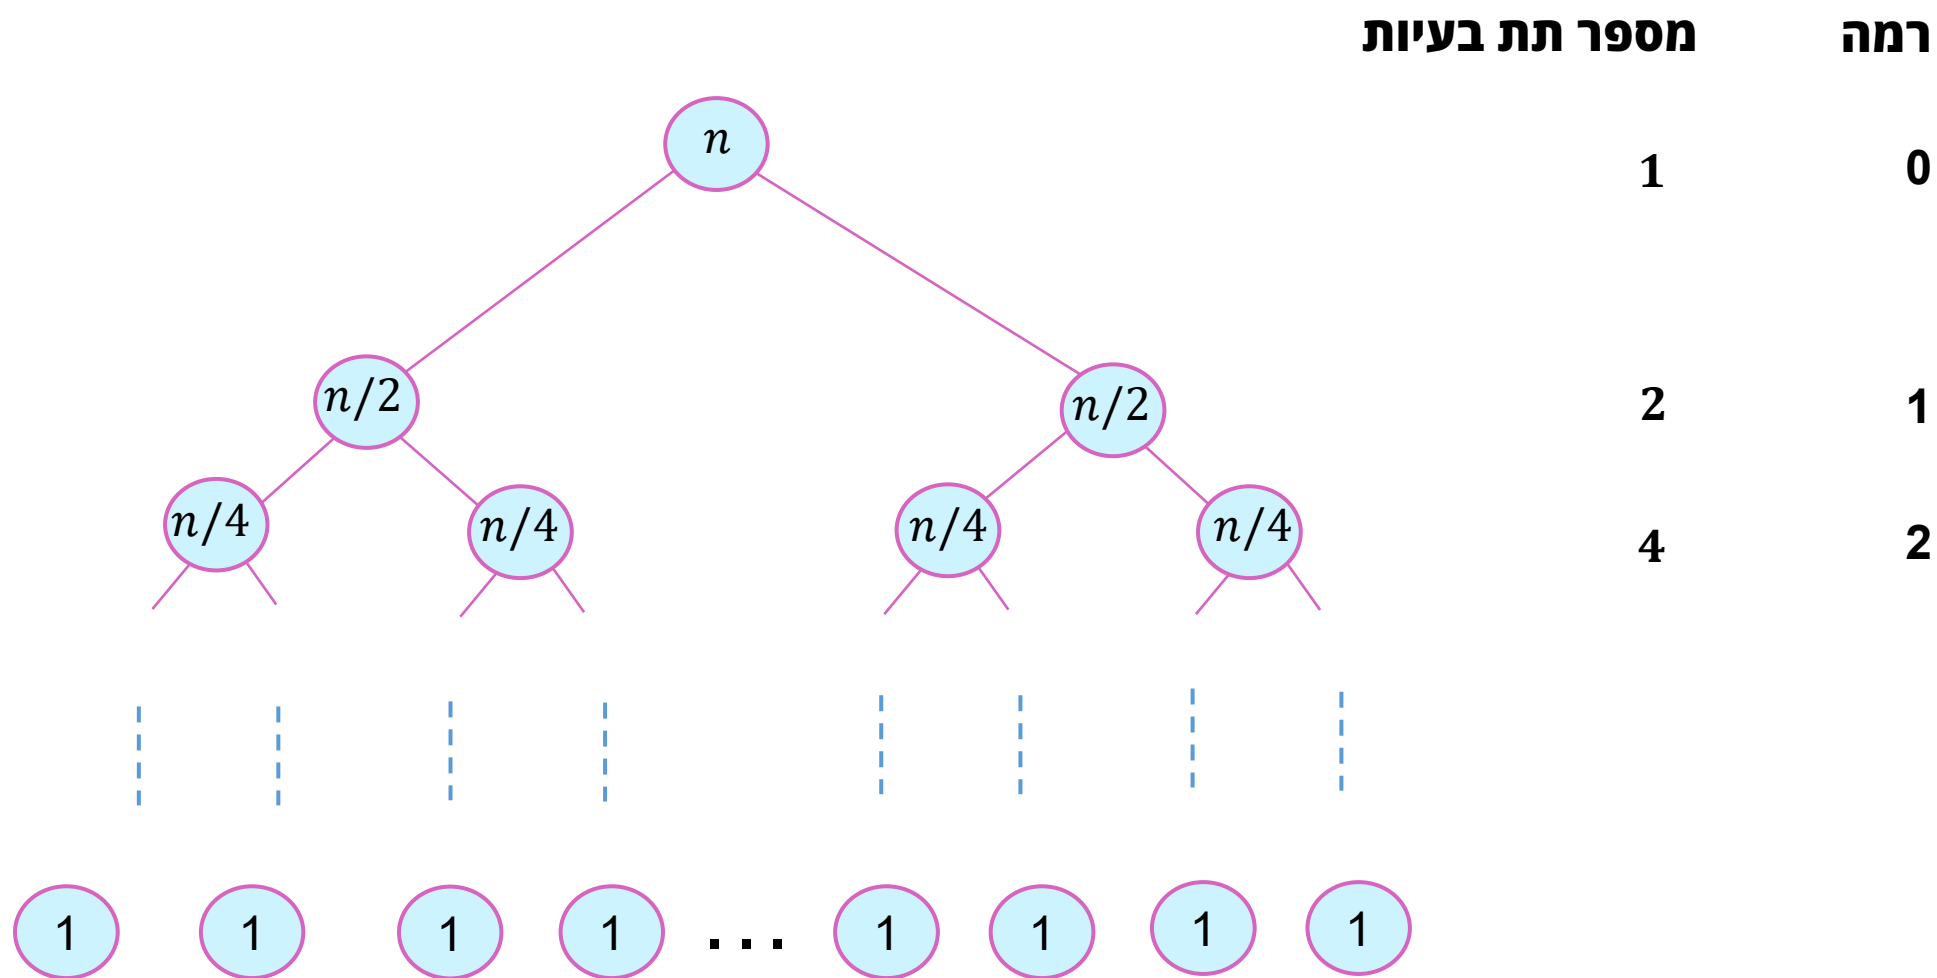 רמה מספר תת בעיות
n
1 0
n/2 n/2 2 1
n/4 n/4 n/4 n/4 4 2
1 1 1 1 ... 1 1 1 1